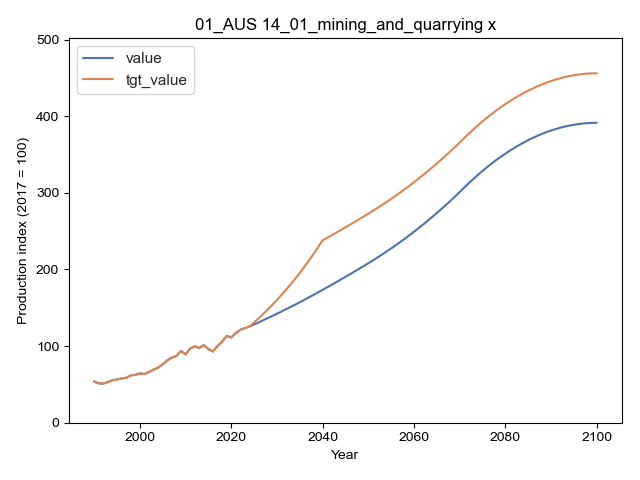 01_AUS 14_01_mining_and_quarrying x
value
tgt_value
Production index (2017 = 100)
500
400
300
200
100
0
2000
2020
2040
2060
2080
2100
Year